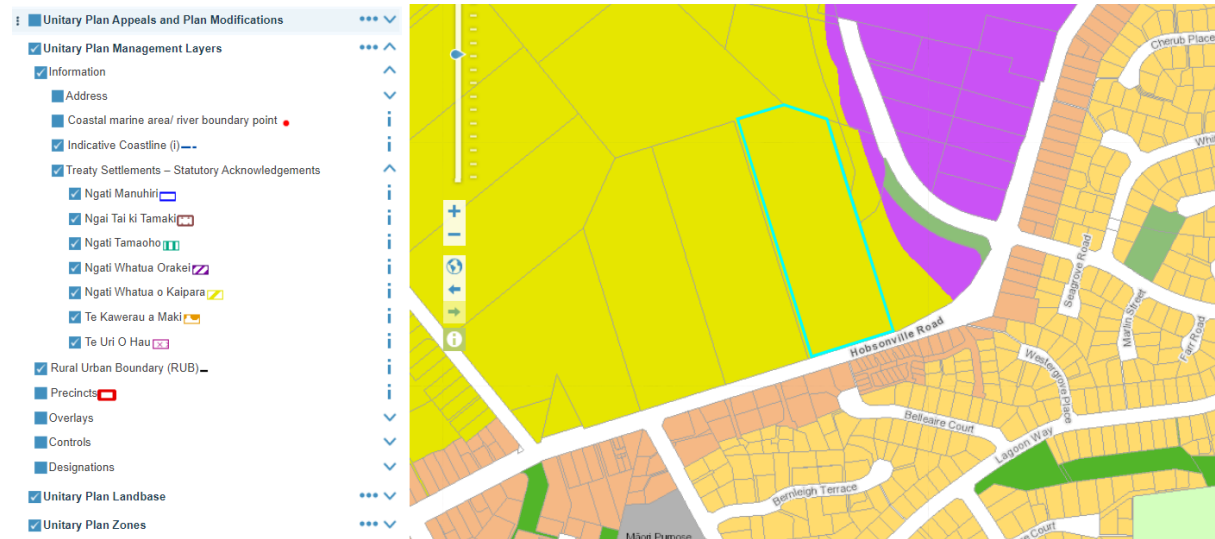 Unitary Plan Appeals and Plan Modifications
Unitary Plan Management Layers
Information
Address
Coastal marine area/ river boundary point
Indicative Coastline (i)
Treaty Settlements – Statutory Acknowledgements
Ngati Manuhiri
Ngai Tai ki Tamaki
Ngati Tamaoho
Ngati Whatua Orakei
Ngati Whatua o Kaipara
Te Kawerau a Maki
Te Uri O Hau
Rural Urban Boundary (RUB)
Precincts
Overlays
Controls
Designations
Unitary Plan Landbase
Unitary Plan Zones
Cherub Place
Seagrove Road
Marlin Street
Farr Road
Hobsonville Road
Westergrove Place
Belleaire Court
Lagoon Way
Bernleigh Terrace
Court
Māori Purpose